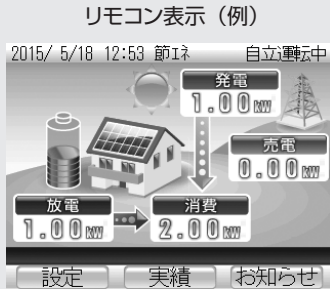 リモコン表示（例）
2015/ 5/18 12:53 節ｴﾈ 自立運転中
発電
1.00kW
売電
0.00kW
放電 消費
1.00kW 2.00kW
設定 実績 お知らせ